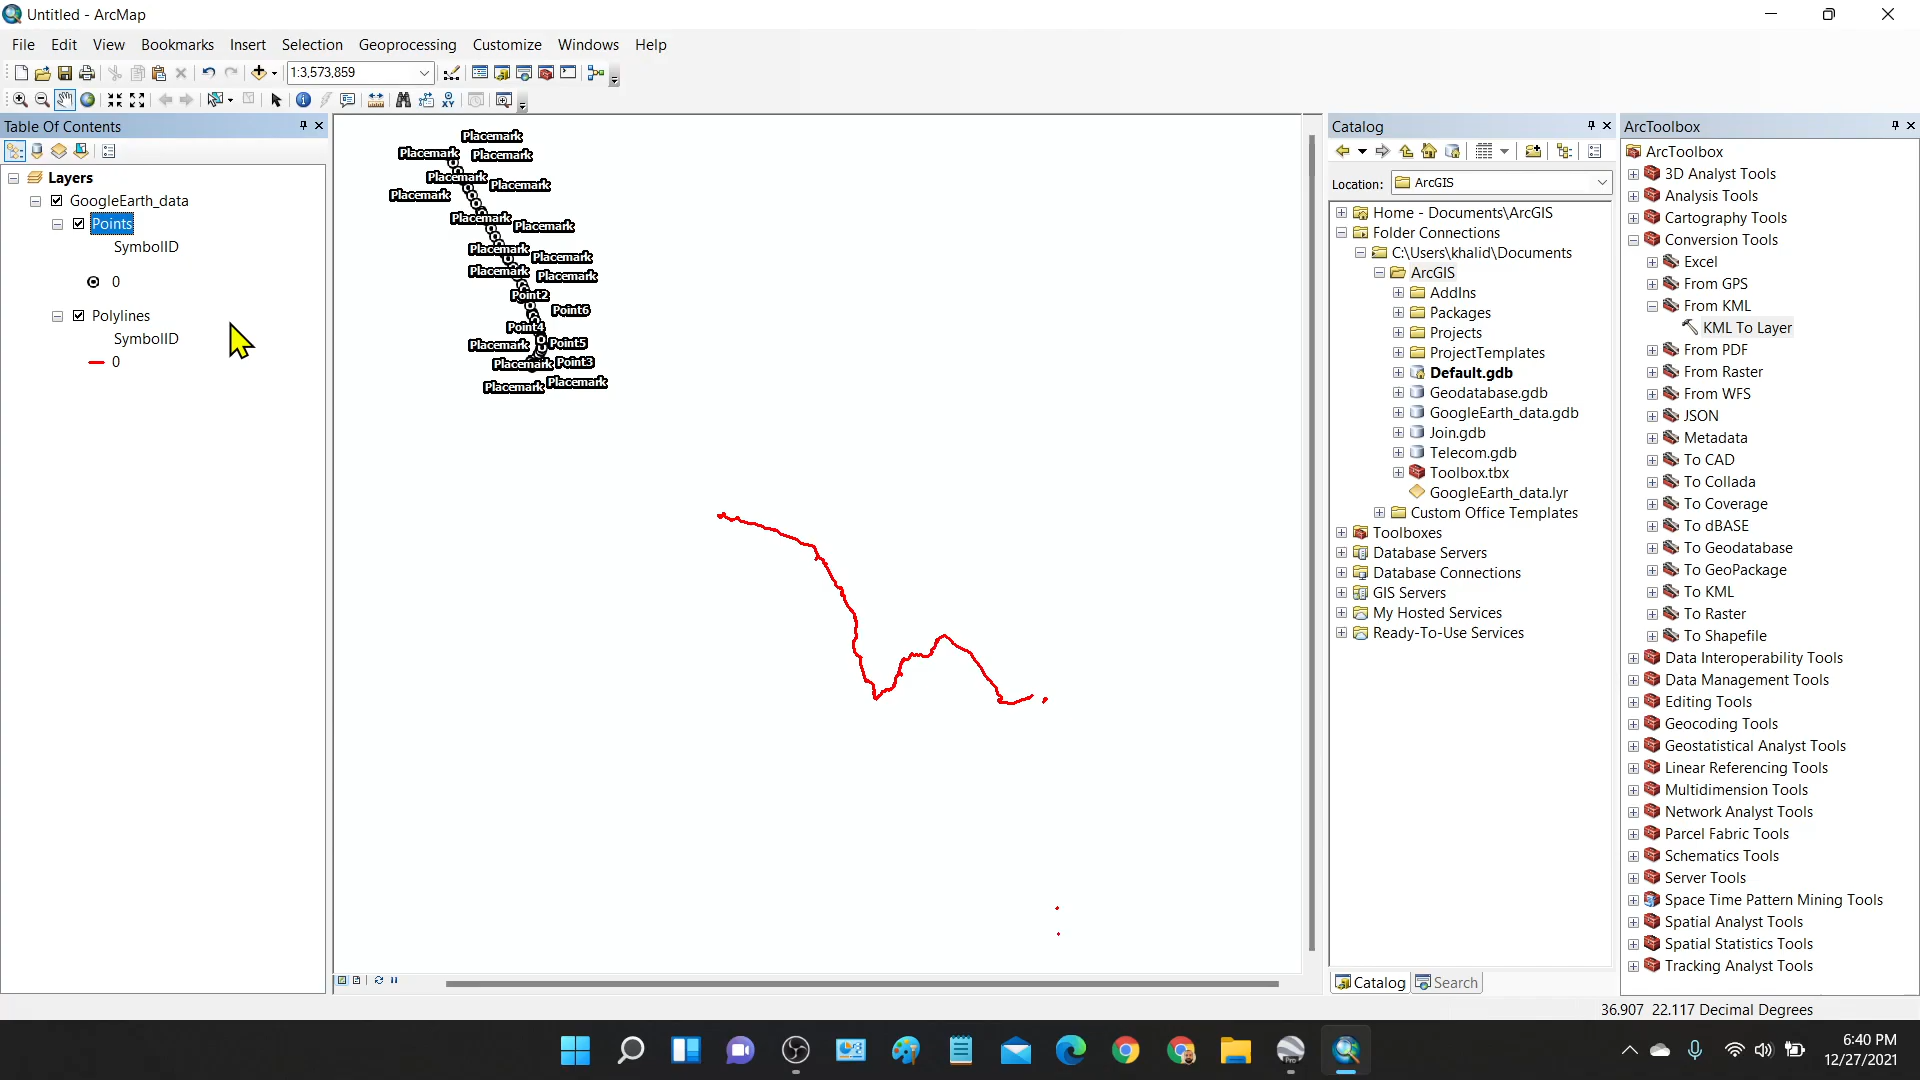 Untitled - ArcMap
File Edit View Bookmarks Insert Selection Geoprocessing Customize Windows Help
1:3,573,859
Table Of Contents
Layers
GoogleEarth_data
Points
SymbolID
0
Polylines
SymbolID
0
Placemark
Placemark
Placemark
Placemark
Placemark
Placemark
Placemark
Placemark
Placemark
Placemark
Placemark
Placemark
Point2
Point6
Point4
Placemark
Point5
Placemark
Point3
Placemark
Placemark
Catalog
Location: ArcGIS
Home - Documents\ArcGIS
Folder Connections
C:\Users\khalid\Documents
ArcGIS
AddIns
Packages
Projects
ProjectTemplates
Default.gdb
Geodatabase.gdb
GoogleEarth_data.gdb
Join.gdb
Telecom.gdb
Toolbox.tbx
GoogleEarth_data.lyr
Custom Office Templates
Toolboxes
Database Servers
Database Connections
GIS Servers
My Hosted Services
Ready-To-Use Services
Catalog Search
ArcToolbox
ArcToolbox
3D Analyst Tools
Analysis Tools
Cartography Tools
Conversion Tools
Excel
From GPS
From KML
KML To Layer
From PDF
From Raster
From WFS
JSON
Metadata
To CAD
To Collada
To Coverage
To dBASE
To Geodatabase
To GeoPackage
To KML
To Raster
To Shapefile
Data Interoperability Tools
Data Management Tools
Editing Tools
Geocoding Tools
Geostatistical Analyst Tools
Linear Referencing Tools
Multidimension Tools
Network Analyst Tools
Parcel Fabric Tools
Schematics Tools
Server Tools
Space Time Pattern Mining Tools
Spatial Analyst Tools
Spatial Statistics Tools
Tracking Analyst Tools
36.907 22.117 Decimal Degrees
6:40 PM
12/27/2021